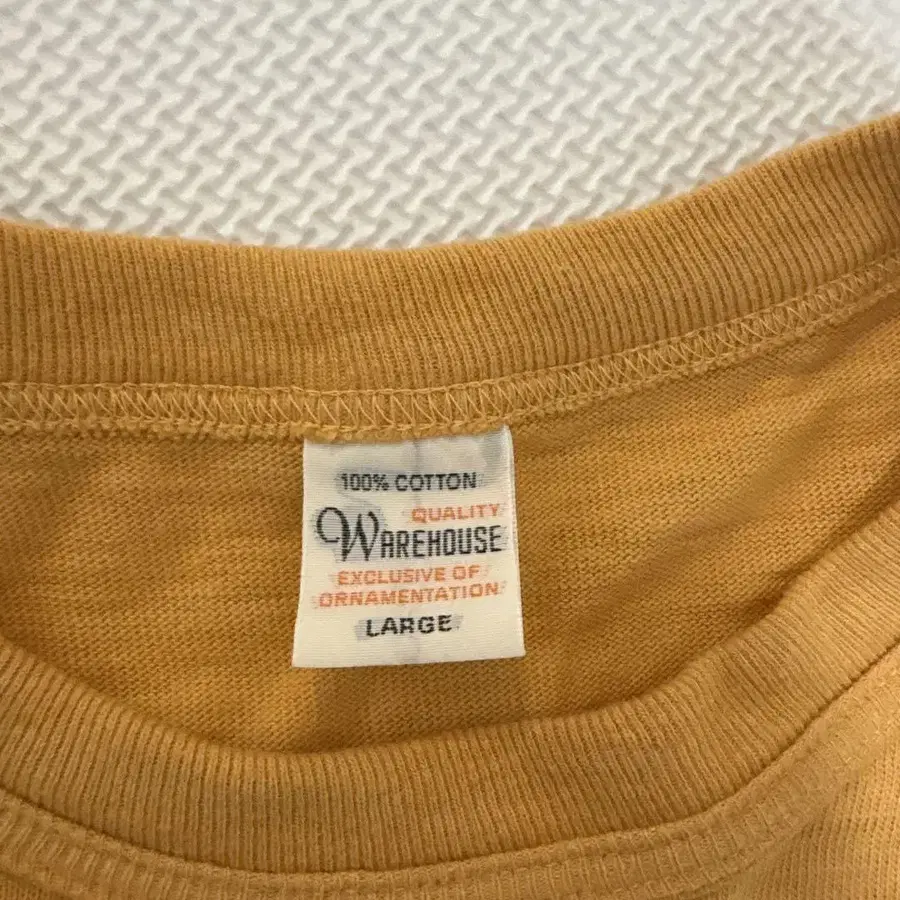 100% COTTON
QUALITY
WAREHOUSE
EXCLUSIVE OF
ORNAMENTATION
LARGE